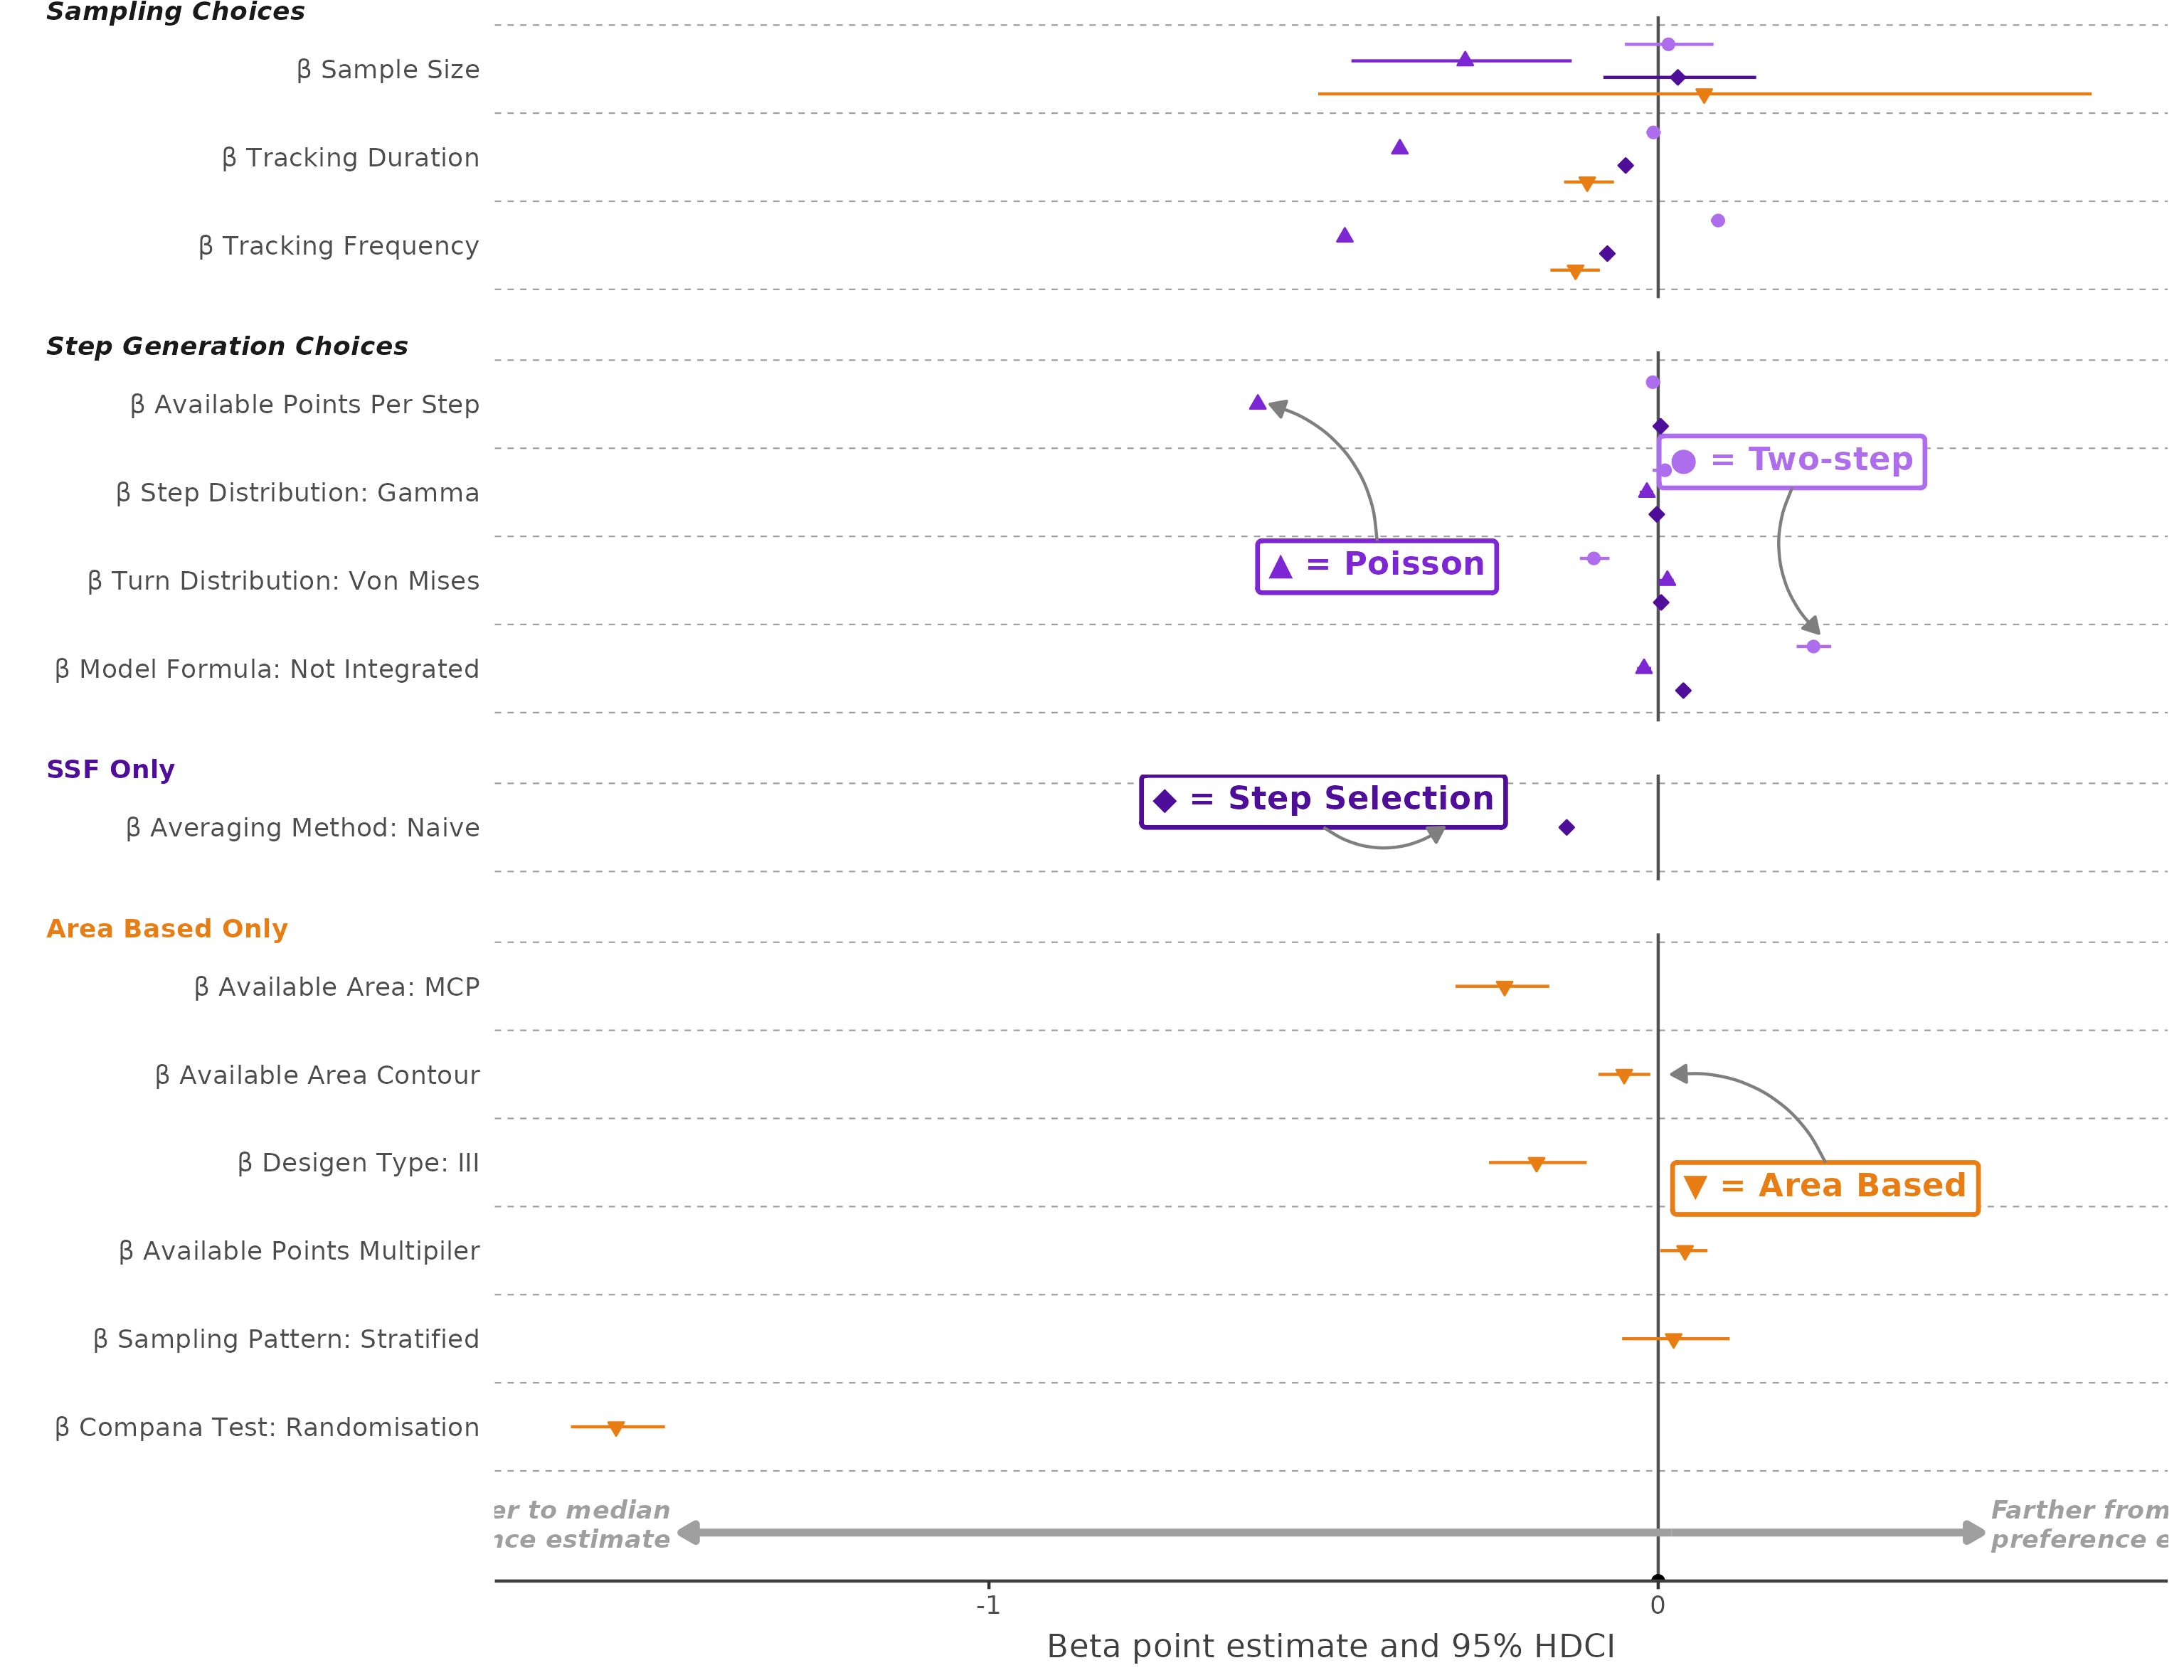 Sampling Choices
β Sample Size
β Tracking Duration
β Tracking Frequency
Step Generation Choices
β Available Points Per Step
● = Two-step
β Step Distribution: Gamma
▲ = Poisson
β Turn Distribution: Von Mises
β Model Formula: Not Integrated
SSF Only
◆ = Step Selection
β Averaging Method: Naive
Area Based Only
β Available Area: MCP
β Available Area Contour
β Desigen Type: III
▼ = Area Based
β Available Points Multipiler
β Sampling Pattern: Stratified
β Compana Test: Randomisation
er to median
nce estimate
Farther from
preference e
-1
0
Beta point estimate and 95% HDCI